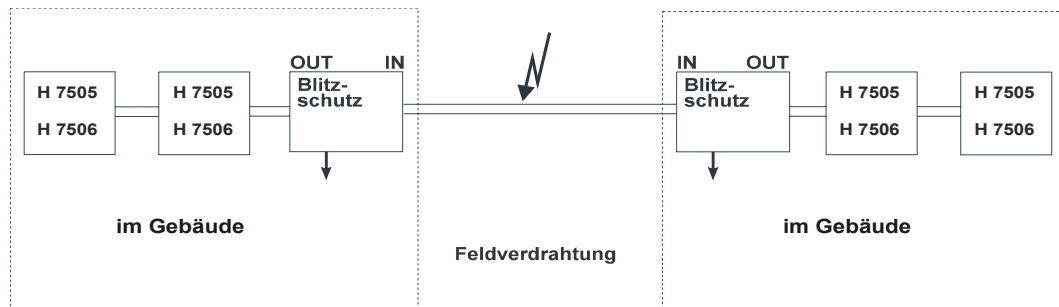 OUT IN
Blitz-
schutz
H 7505
H 7506
H 7505
H 7506
im Gebäude
Feldverdrahtung
IN OUT
Blitz-
schutz
H 7505
H 7506
H 7505
H 7506
im Gebäude